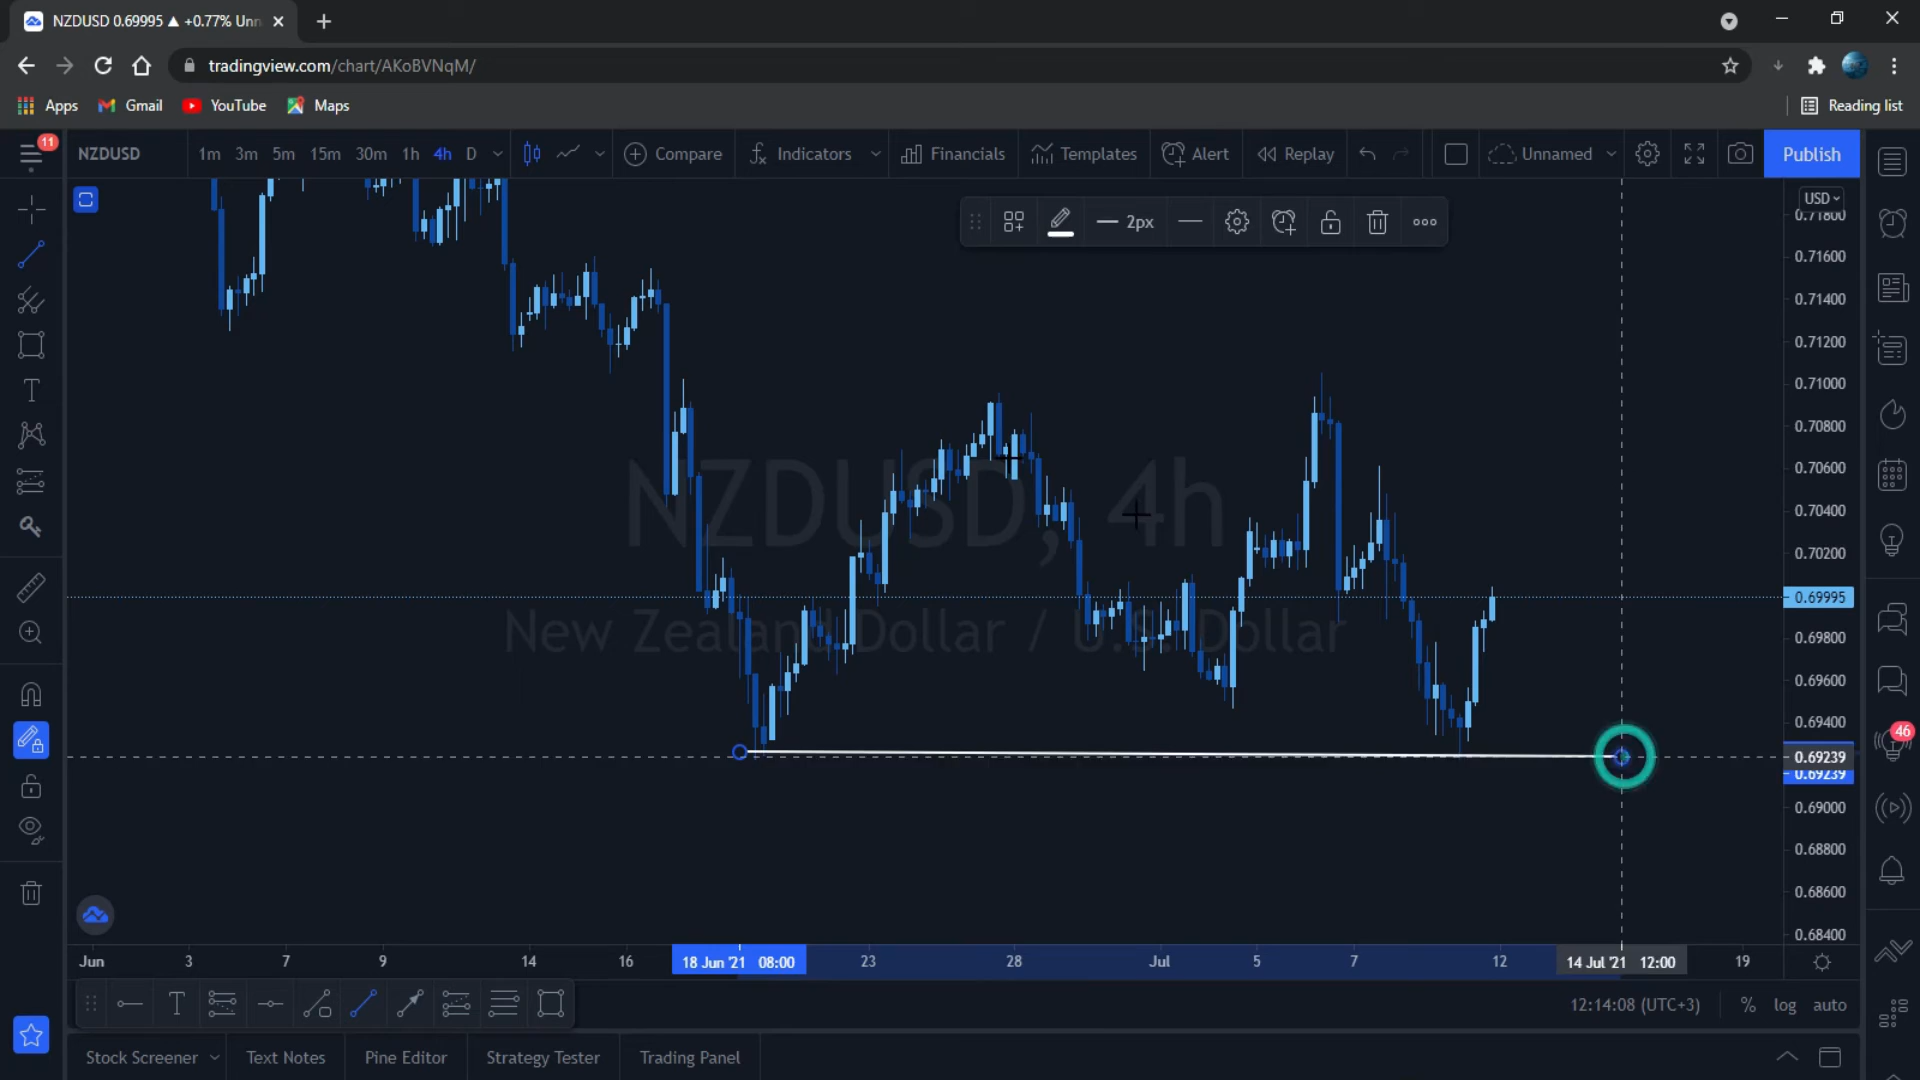 NZDUSD 0.69995 ▲ +0.77% Unn
tradingview.com/chart/AKoBVNqM/
Apps Gmail YouTube Maps Reading list
11
NZDUSD 1m 3m 5m 15m 30m 1h 4h D Compare Indicators Financials Templates Alert Replay Unnamed Publish
USD
2px
0.71800
0.71600
0.71400
0.71200
0.71000
0.70800
0.70600
0.70400
0.70200
0.69995
0.69800
0.69600
0.69400
0.69239
0.69239
0.69000
0.68800
0.68600
0.68400
NZDUSD, 4h
New Zealand Dollar / U.S. Dollar
46
Jun 3 7 9 14 16 18 Jun '21 08:00 23 28 Jul 5 7 12 14 Jul '21 12:00 19
T
12:14:08 (UTC+3) % log auto
Stock Screener Text Notes Pine Editor Strategy Tester Trading Panel